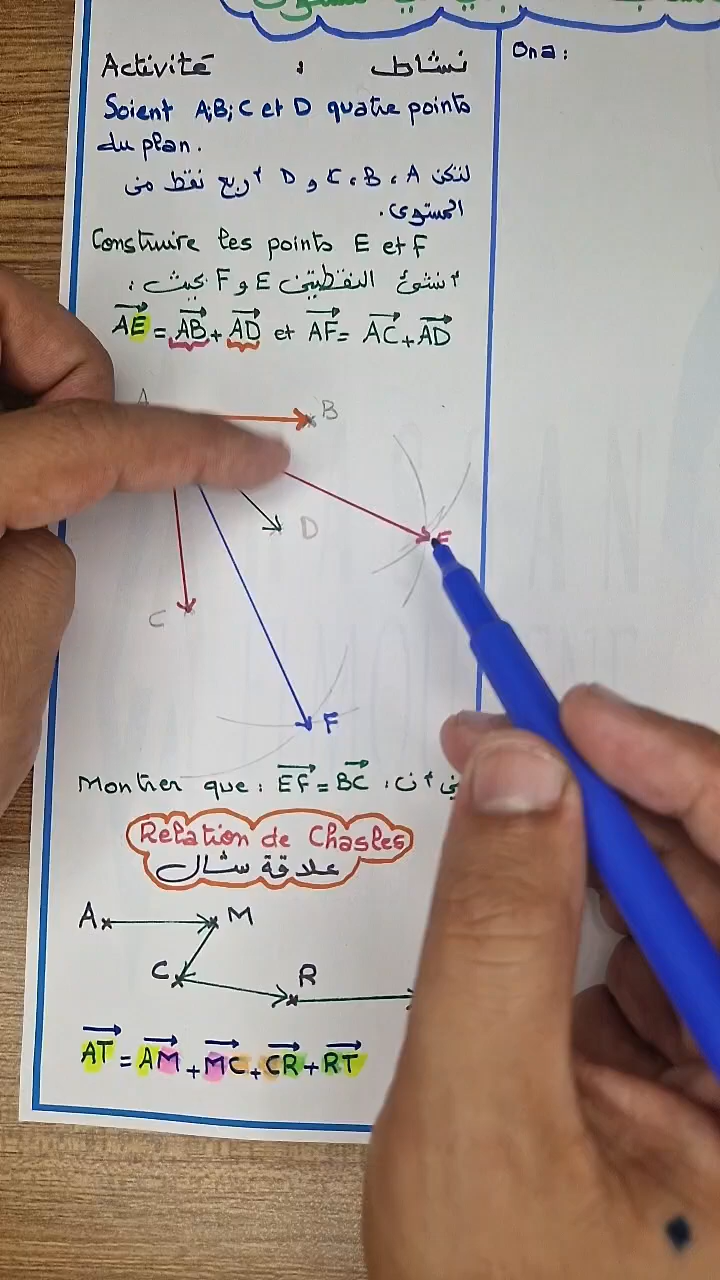 Activité : نشاط
Soient A; B; C et D quatre points
du plan.
لتكن A ، B ، C و D أربع نقط من
المستوى.
Construire les points E et F
أنشئ النقطتين E و F بحيث :
AE = AB + AD et AF = AC + AD
A
B
D
E
C
F
Montrer que : EF = BC
Relation de Chasles
علاقة شال
A
M
C
R
AT = AM + MC + CR + RT
On a :